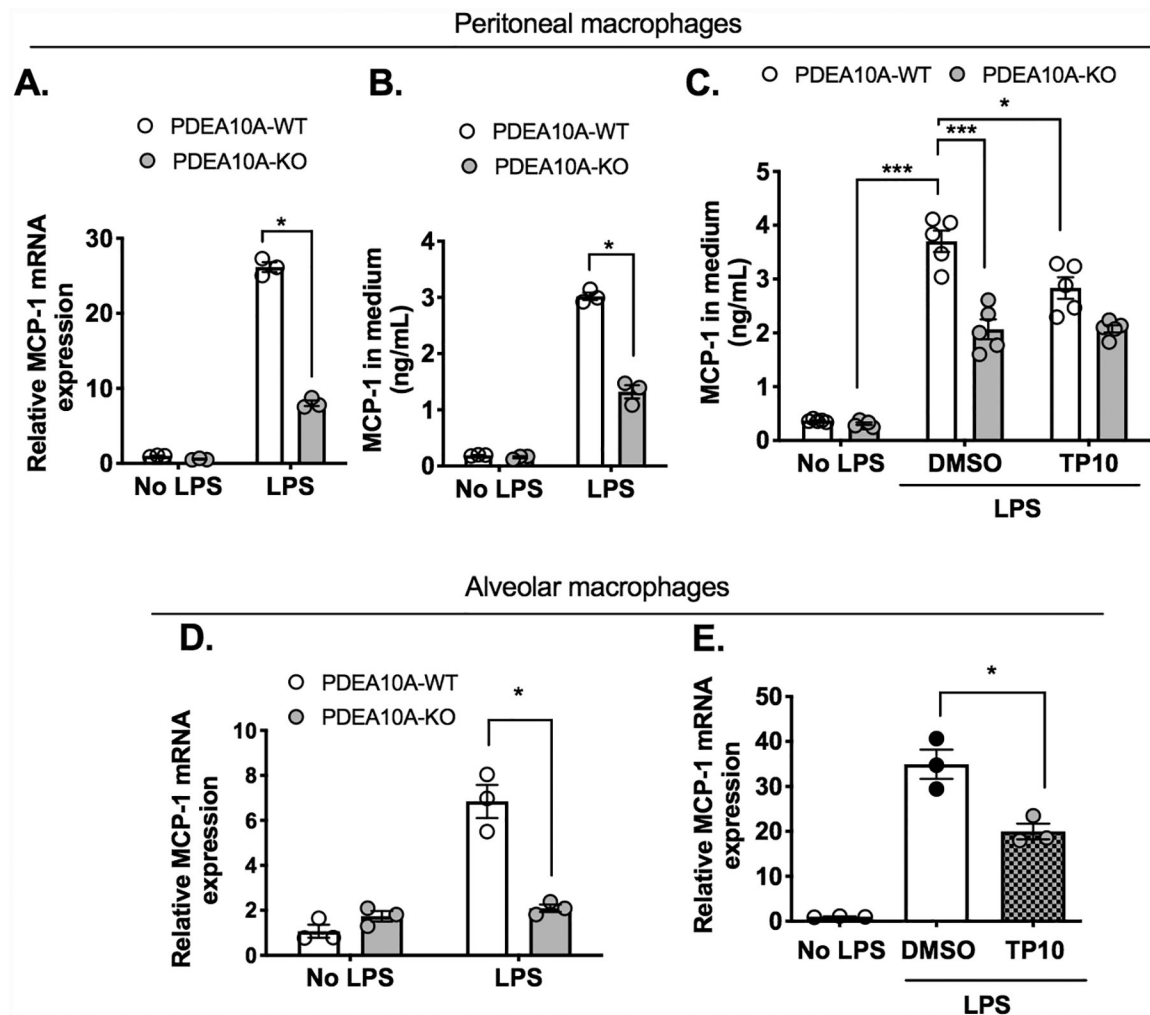 Peritoneal macrophages
A.
PDEA10A-WT
PDEA10A-KO
Relative MCP-1 mRNA
expression
30
20
10
0
*
No LPS
LPS
B.
PDEA10A-WT
PDEA10A-KO
MCP-1 in medium
(ng/mL)
4
3
2
1
0
*
No LPS
LPS
C.
PDEA10A-WT
PDEA10A-KO
MCP-1 in medium
(ng/mL)
5
4
3
2
1
0
***
***
*
No LPS
DMSO
TP10
LPS
Alveolar macrophages
D.
PDEA10A-WT
PDEA10A-KO
Relative MCP-1 mRNA
expression
10
8
6
4
2
0
*
No LPS
LPS
E.
Relative MCP-1 mRNA
expression
50
40
30
20
10
0
*
No LPS
DMSO
TP10
LPS